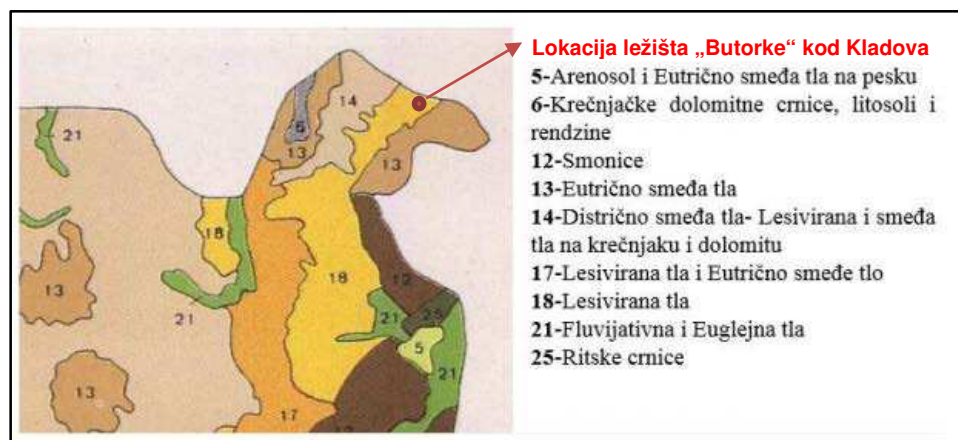 Lokacija ležišta „Butorke“ kod Kladova
5-Arenosol i Eutrično smeđa tla na pesku
6-Krečnjačke dolomitne crnice, litosoli i
rendzine
12-Smonice
13-Eutrično smeđa tla
14-Distrično smeđa tla- Lesivirana i smeđa
tla na krečnjaku i dolomitu
17-Lesivirana tla i Eutrično smeđe tlo
18-Lesivirana tla
21-Fluvijativna i Euglejna tla
25-Ritske crnice
14
6
13
13
21
18
12
13
18
21
21
25
5
21
13
17